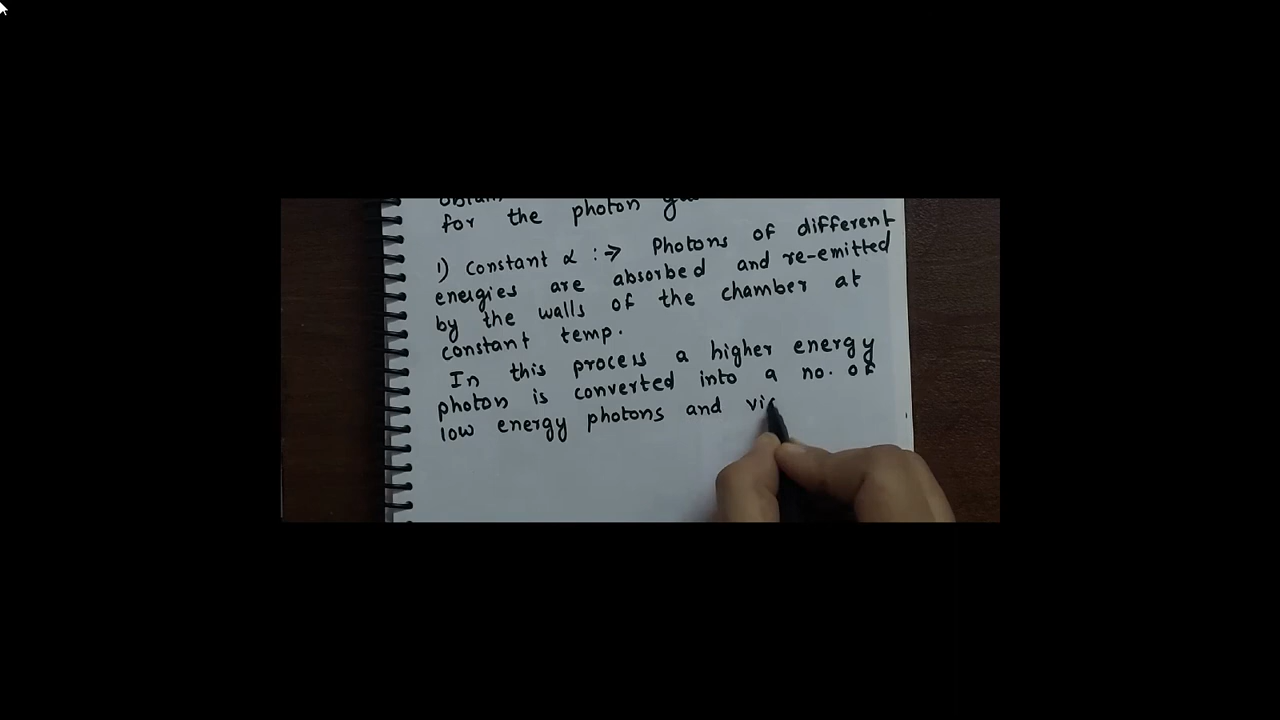 for the photon
1) Constant α :→ Photons of different
energies are absorbed and re-emitted
by the walls of the chamber at
constant temp.
In this process a higher energy
photon is converted into a no. of
low energy photons and